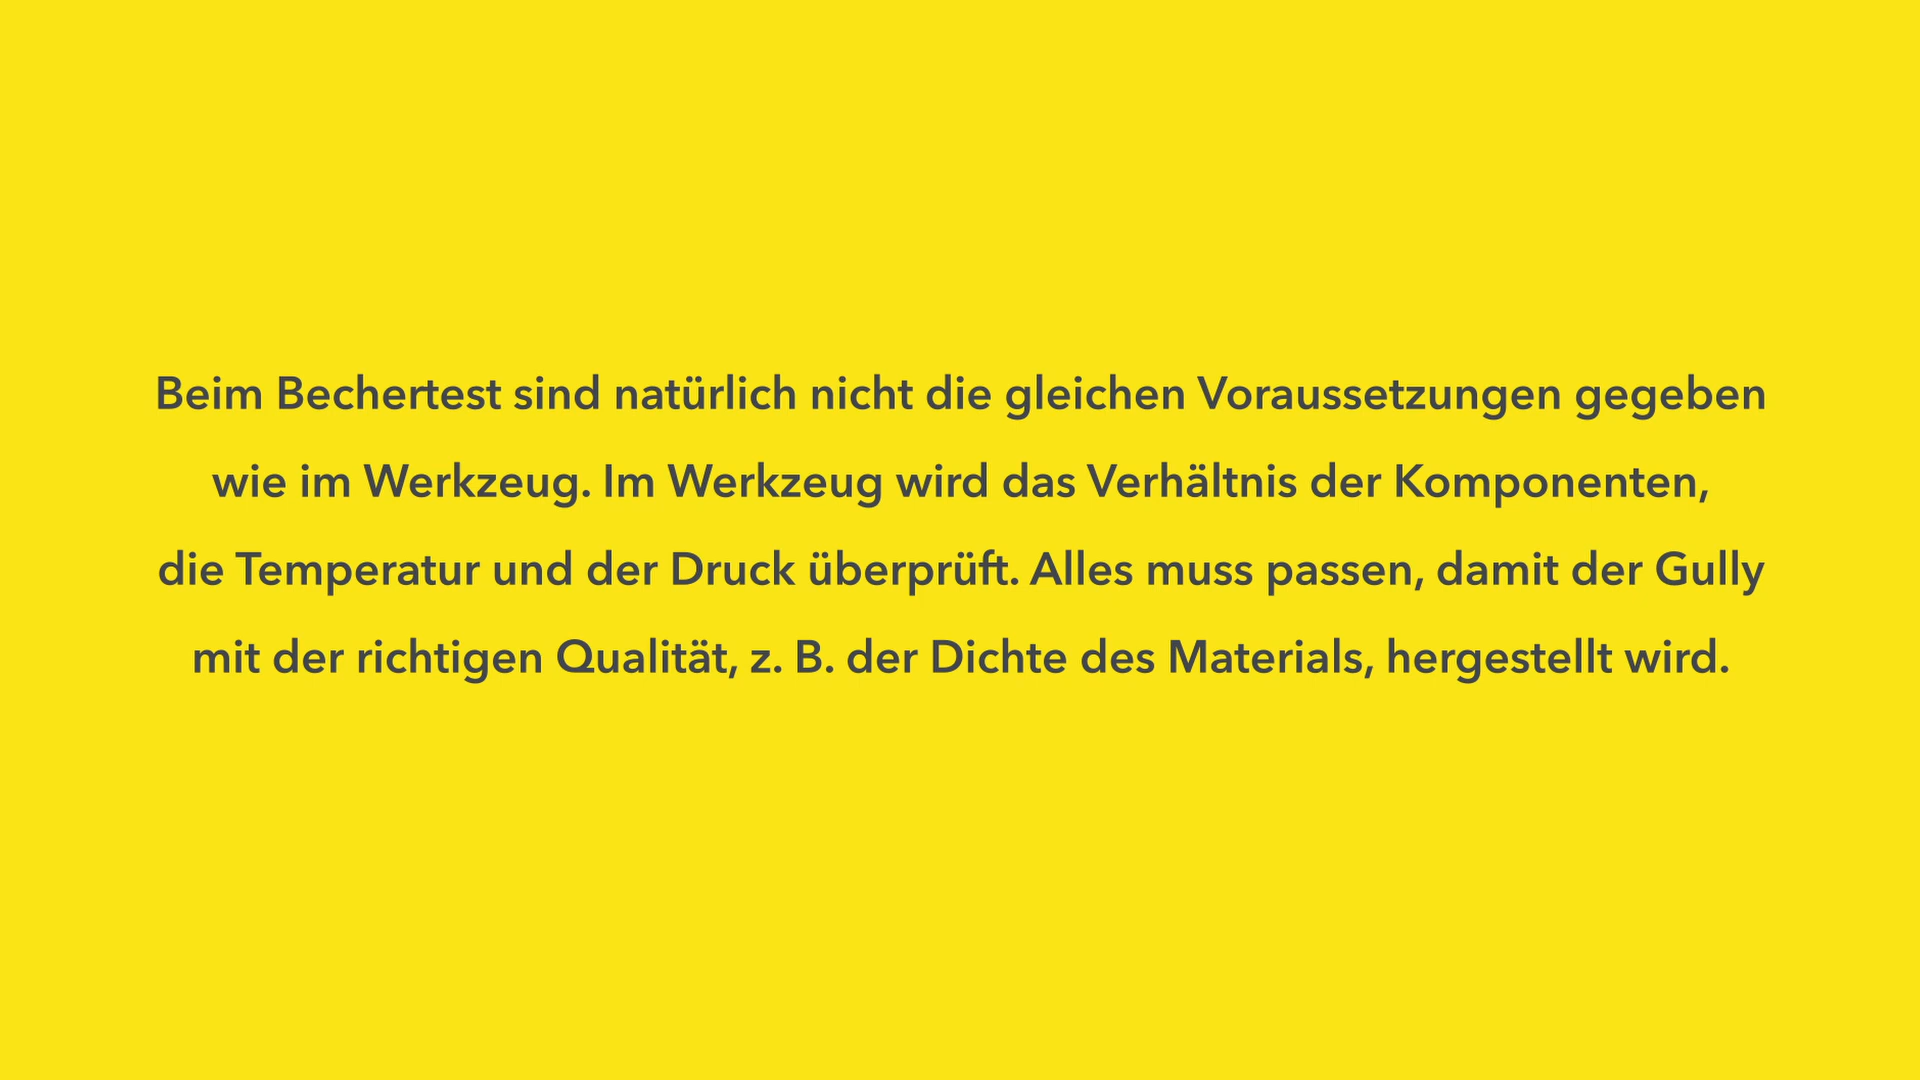 Beim Bechertest sind natürlich nicht die gleichen Voraussetzungen gegeben
wie im Werkzeug. Im Werkzeug wird das Verhältnis der Komponenten,
die Temperatur und der Druck überprüft. Alles muss passen, damit der Gully
mit der richtigen Qualität, z. B. der Dichte des Materials, hergestellt wird.